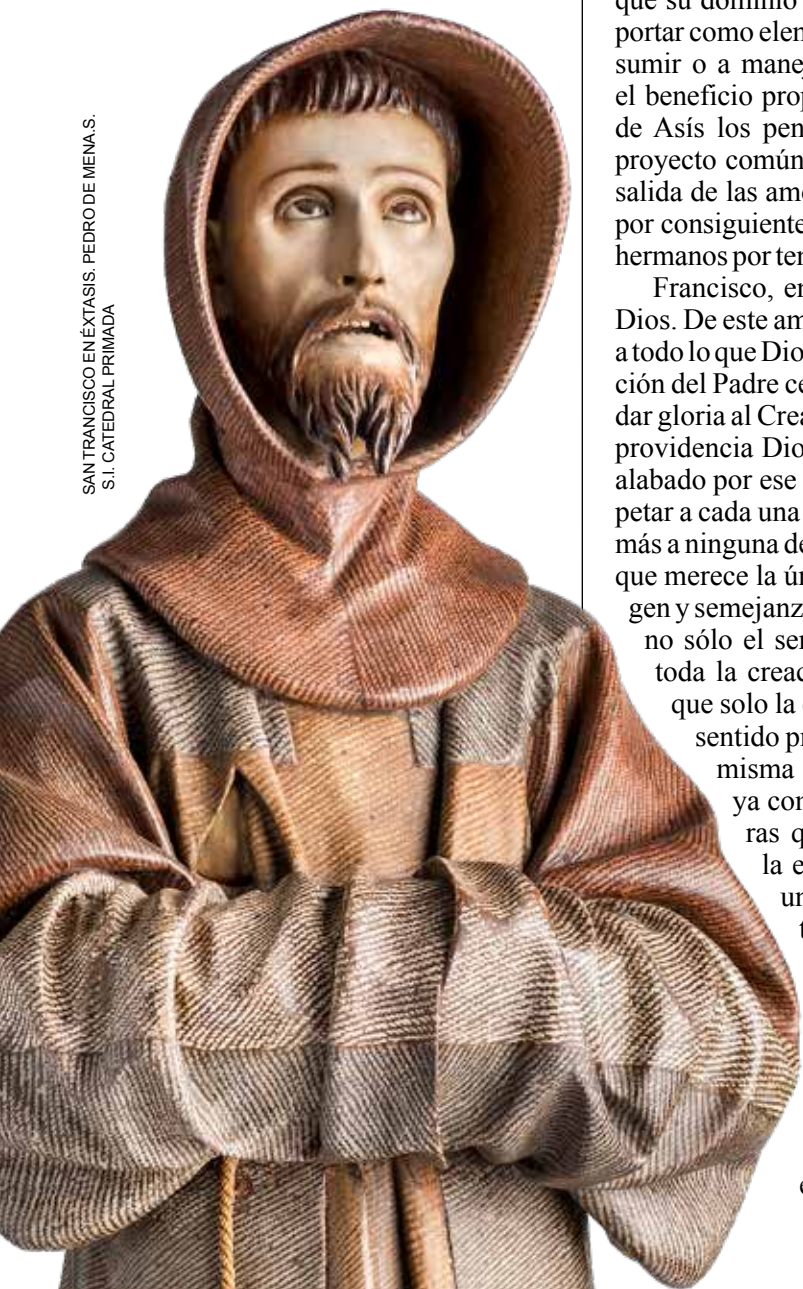 SAN TRANCISCO EN ÉXTASIS. PEDRO DE MENA.S.
S.I. CATEDRAL PRIMADA
que su dominio
portar como elen
sumir o a manej
el beneficio prop
de Asís los pen
proyecto común
salida de las amo
por consiguiente
hermanos por ter
Francisco, en
Dios. De este am
a todo lo que Dio
ción del Padre ce
dar gloria al Crea
providencia Dio
alabado por ese
petar a cada una
más a ninguna de
que merece la ún
gen y semejanz
no sólo el ser
toda la creac
que solo la
sentido pr
misma
ya con
ras q
la e
un
t
e